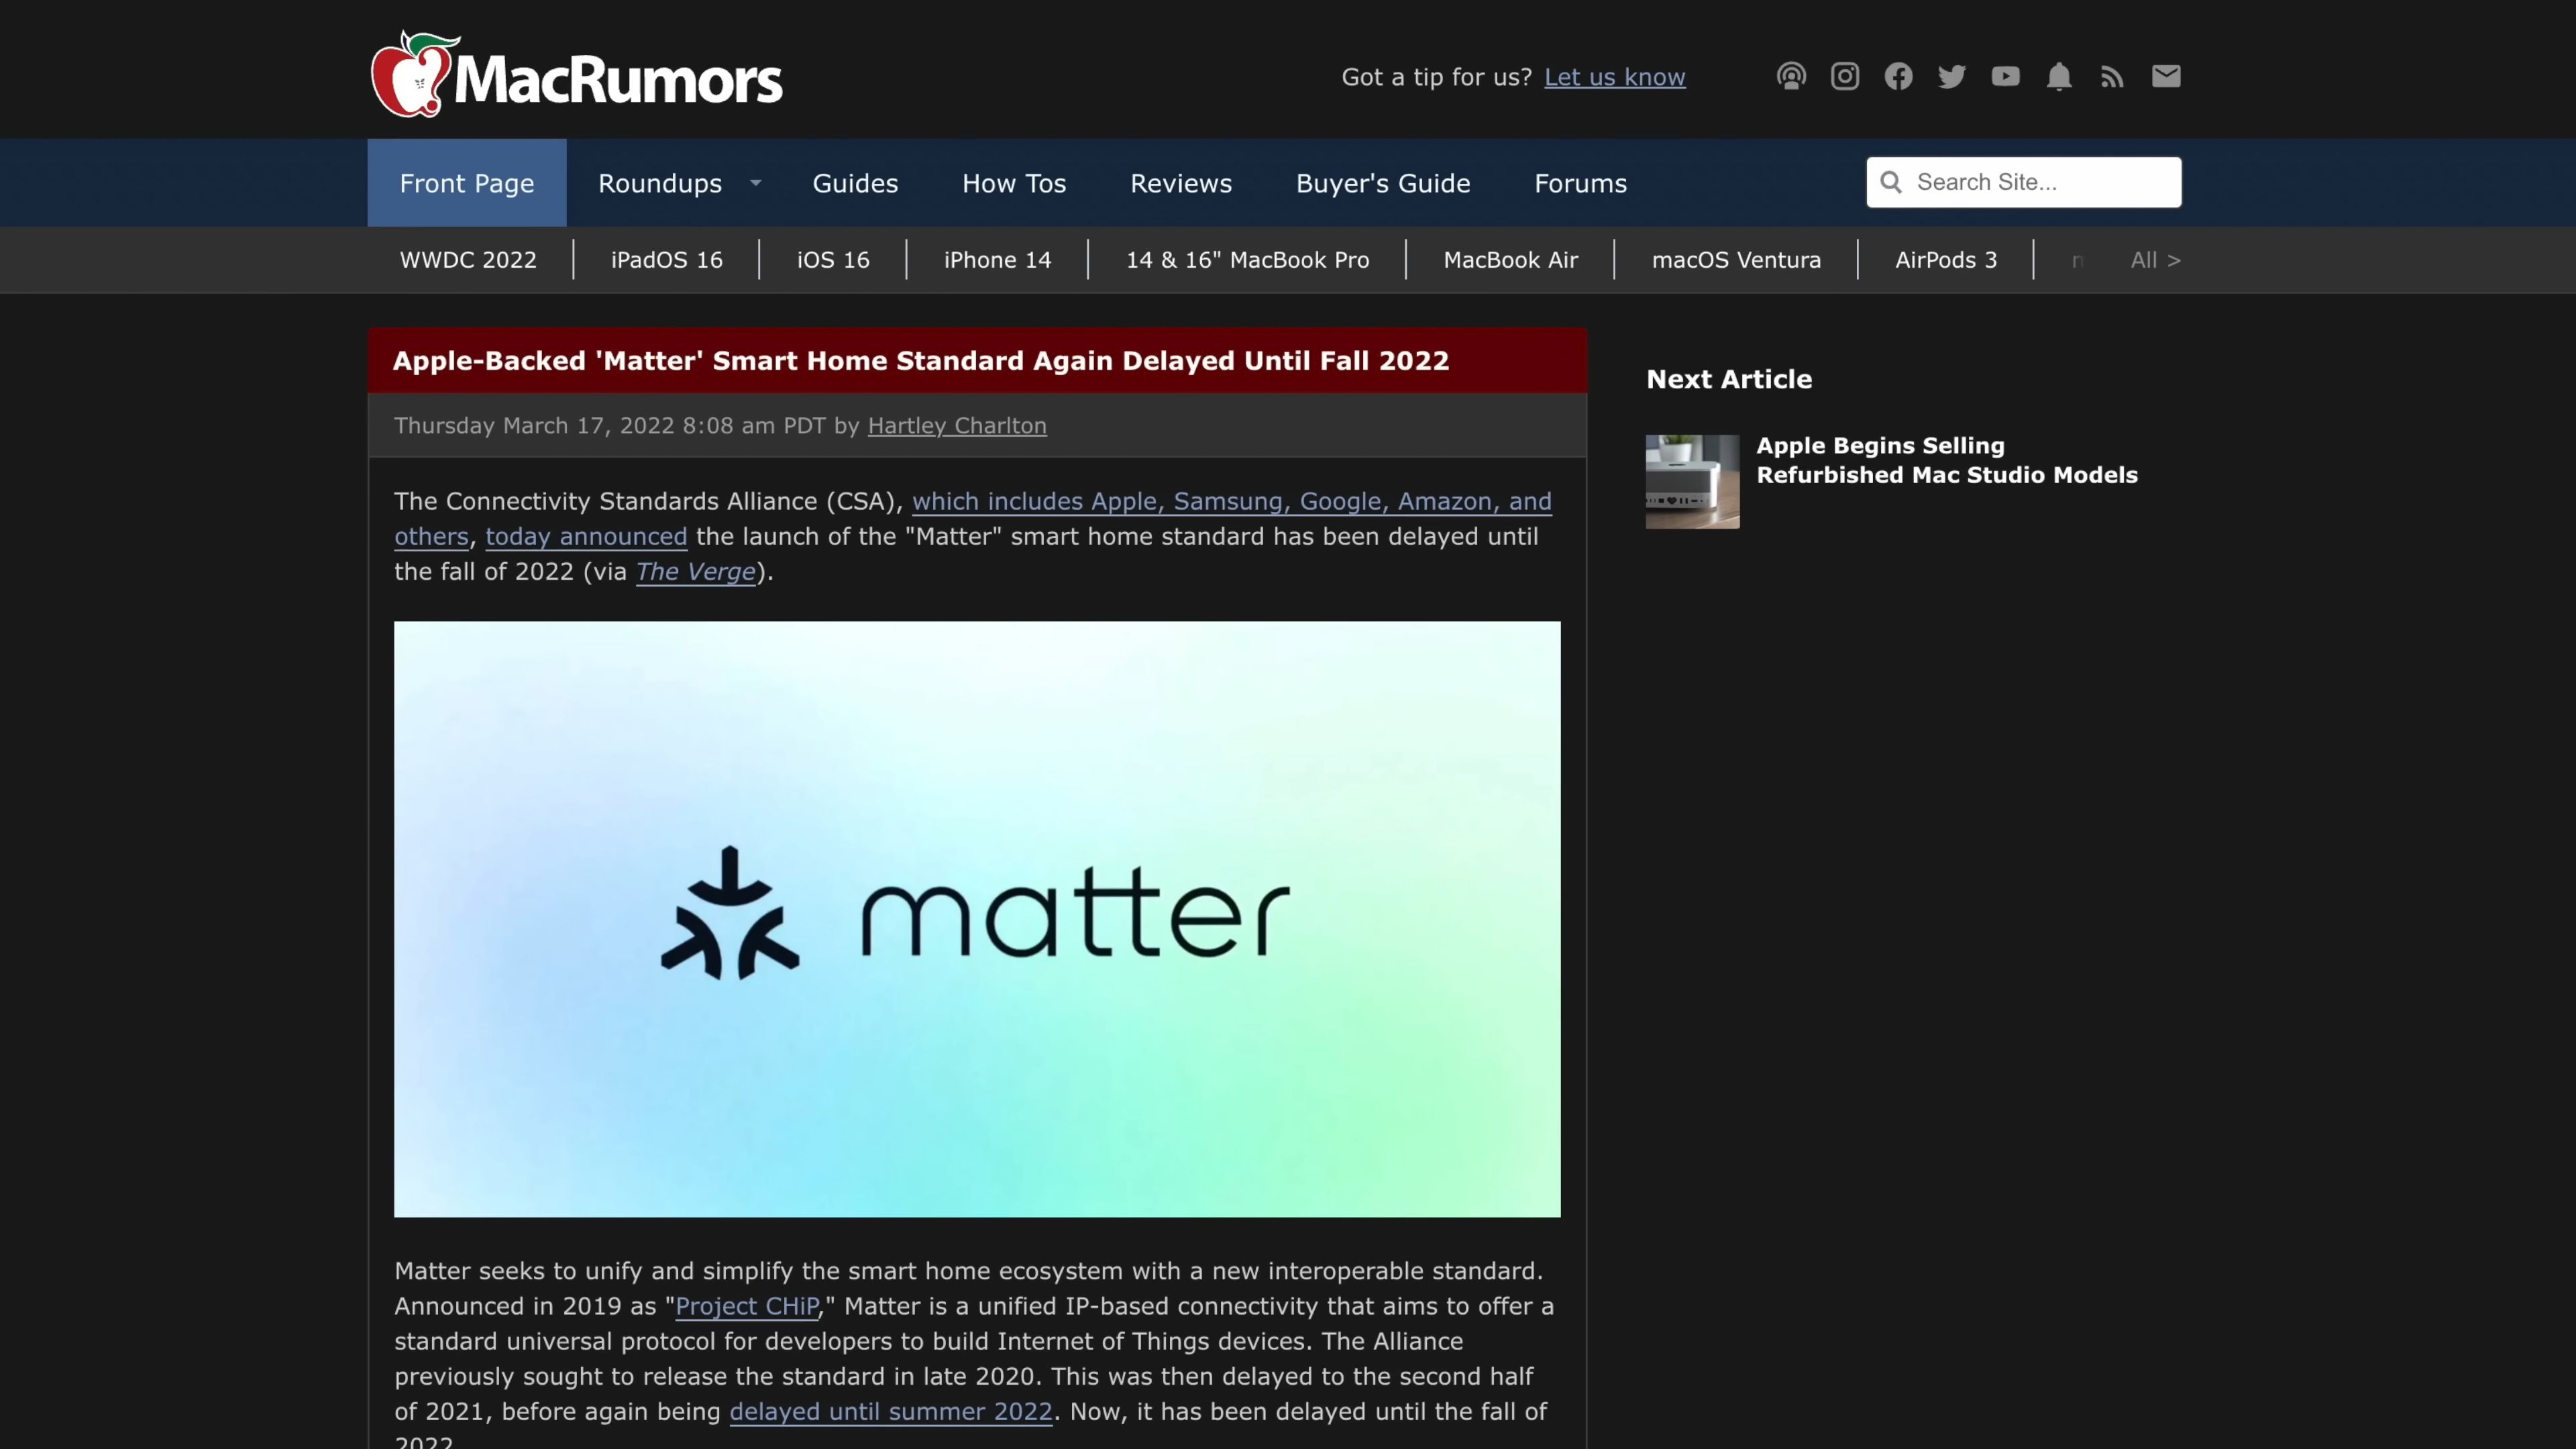 MacRumors
Got a tip for us? Let us know
Front Page Roundups Guides How Tos Reviews Buyer's Guide Forums Search Site...
WWDC 2022 iPadOS 16 iOS 16 iPhone 14 14 & 16" MacBook Pro MacBook Air macOS Ventura AirPods 3 All >
Apple-Backed 'Matter' Smart Home Standard Again Delayed Until Fall 2022
Thursday March 17, 2022 8:08 am PDT by Hartley Charlton
The Connectivity Standards Alliance (CSA), which includes Apple, Samsung, Google, Amazon, and
others, today announced the launch of the "Matter" smart home standard has been delayed until
the fall of 2022 (via The Verge).
matter
Matter seeks to unify and simplify the smart home ecosystem with a new interoperable standard.
Announced in 2019 as "Project CHiP," Matter is a unified IP-based connectivity that aims to offer a
standard universal protocol for developers to build Internet of Things devices. The Alliance
previously sought to release the standard in late 2020. This was then delayed to the second half
of 2021, before again being delayed until summer 2022. Now, it has been delayed until the fall of
2022
Next Article
Apple Begins Selling
Refurbished Mac Studio Models